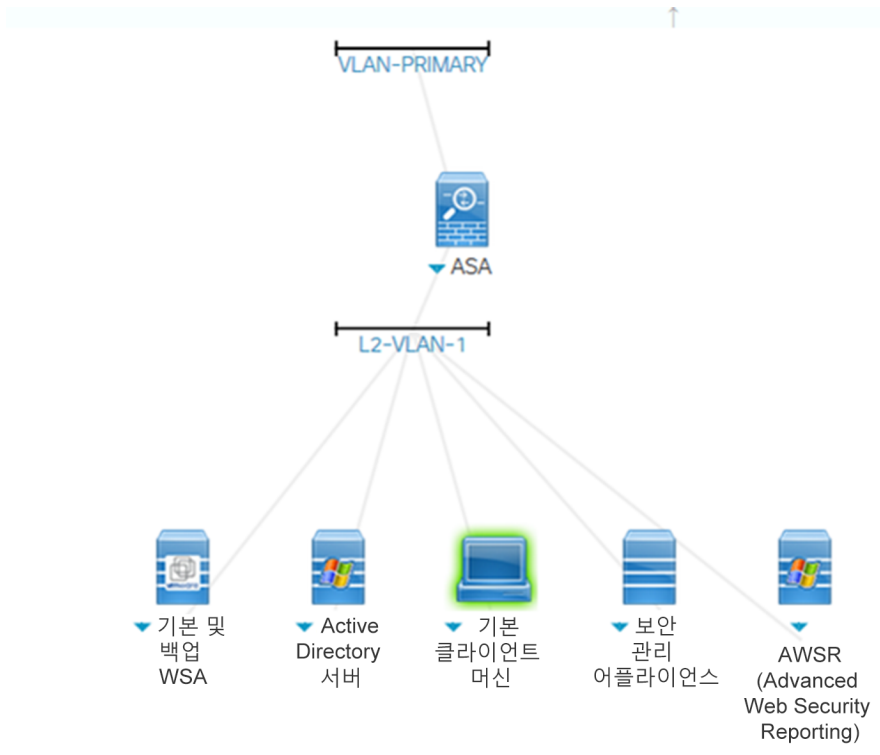 VLAN-PRIMARY
ASA
L2-VLAN-1
기본 및
백업
WSA
Active
Directory
서버
기본
클라이언트
머신
보안
관리
어플라이언스
AWSR
(Advanced
Web Security
Reporting)